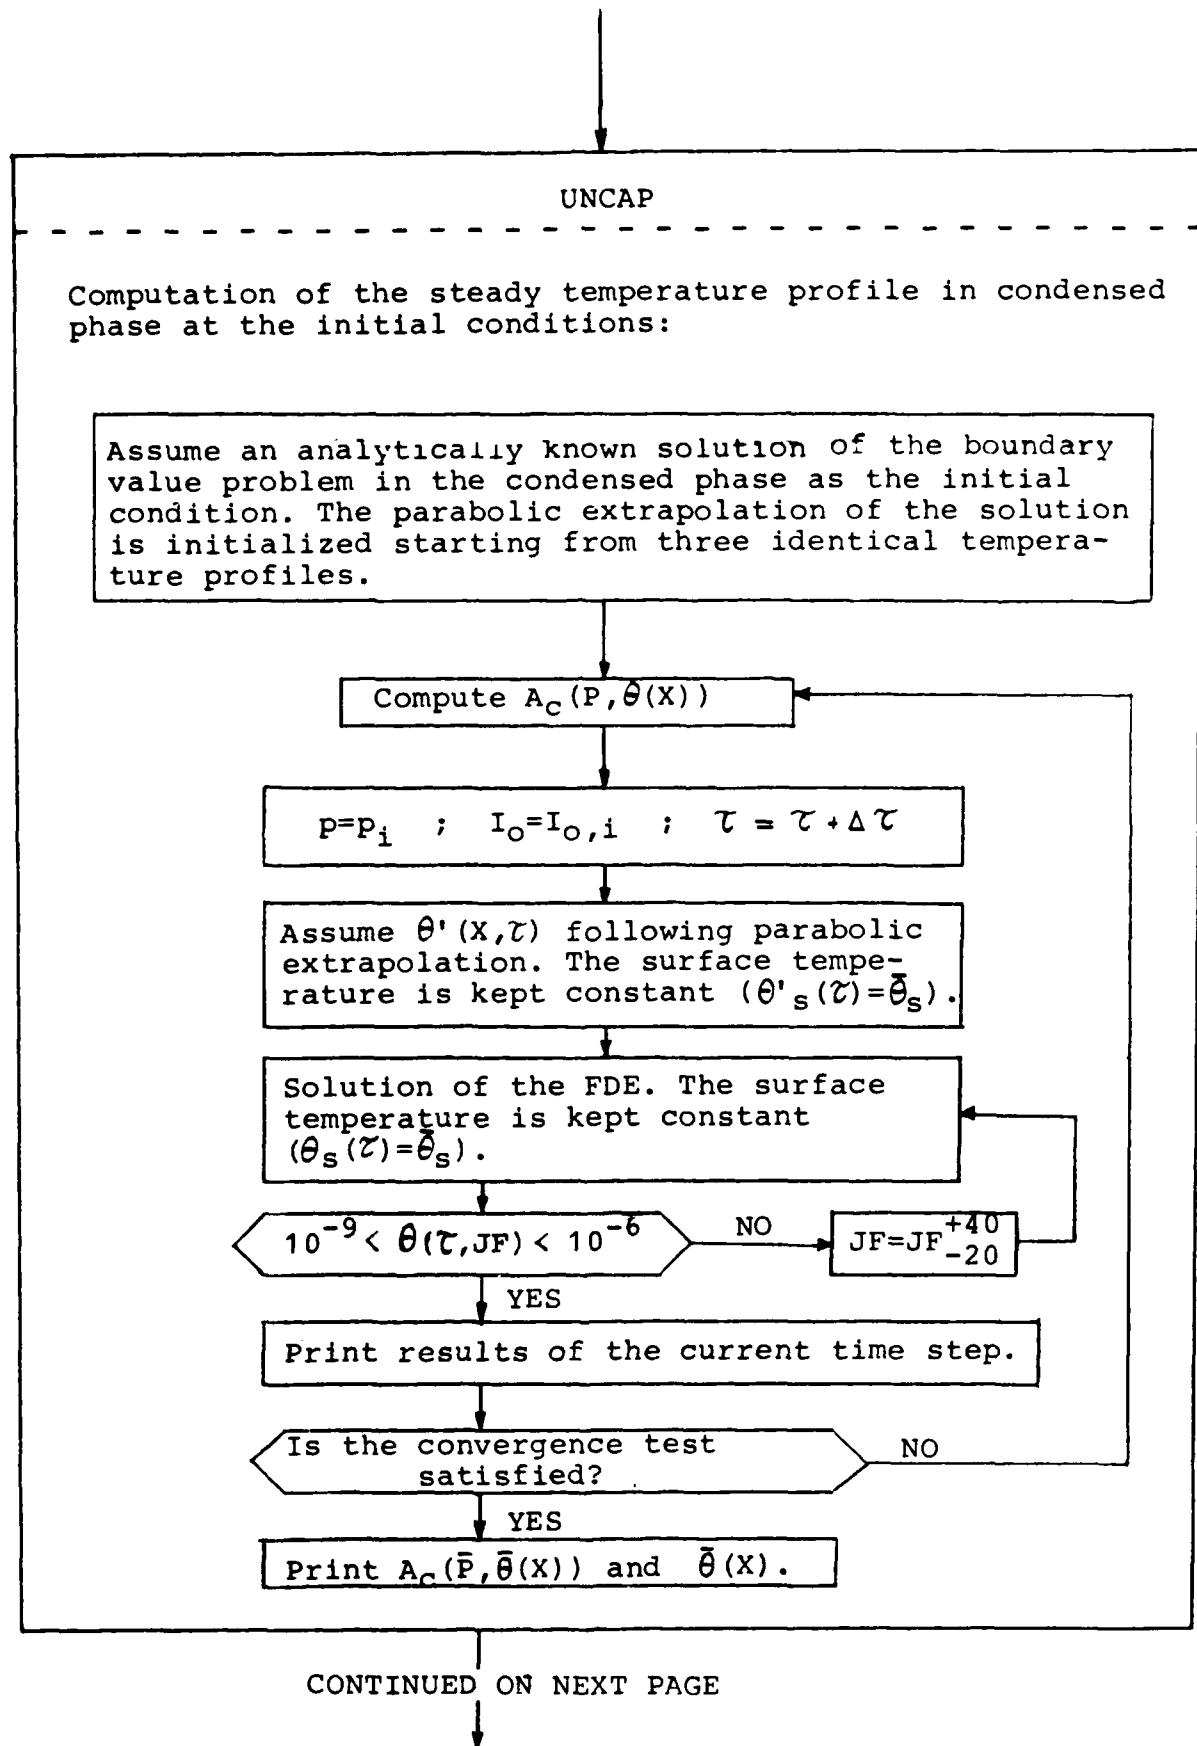 UNCAP
Computation of the steady temperature profile in condensed
phase at the initial conditions:
Assume an analytically known solution of the boundary
value problem in the condensed phase as the initial
condition. The parabolic extrapolation of the solution
is initialized starting from three identical tempera-
ture profiles.
Compute A_c(P,θ̄(X))
p=p_i ; I_o=I_o,i ; τ = τ + Δτ
Assume θ'(X,τ) following parabolic
extrapolation. The surface tempe-
rature is kept constant (θ'_s(τ)=θ̄_s).
Solution of the FDE. The surface
temperature is kept constant
(θ_s(τ)=θ̄_s).
10^-9 < θ(τ,JF) < 10^-6
NO
JF=JF^+40_-20
YES
Print results of the current time step.
Is the convergence test
satisfied?
NO
YES
Print A_c(P̄,θ̄(X)) and θ̄(X).
CONTINUED ON NEXT PAGE